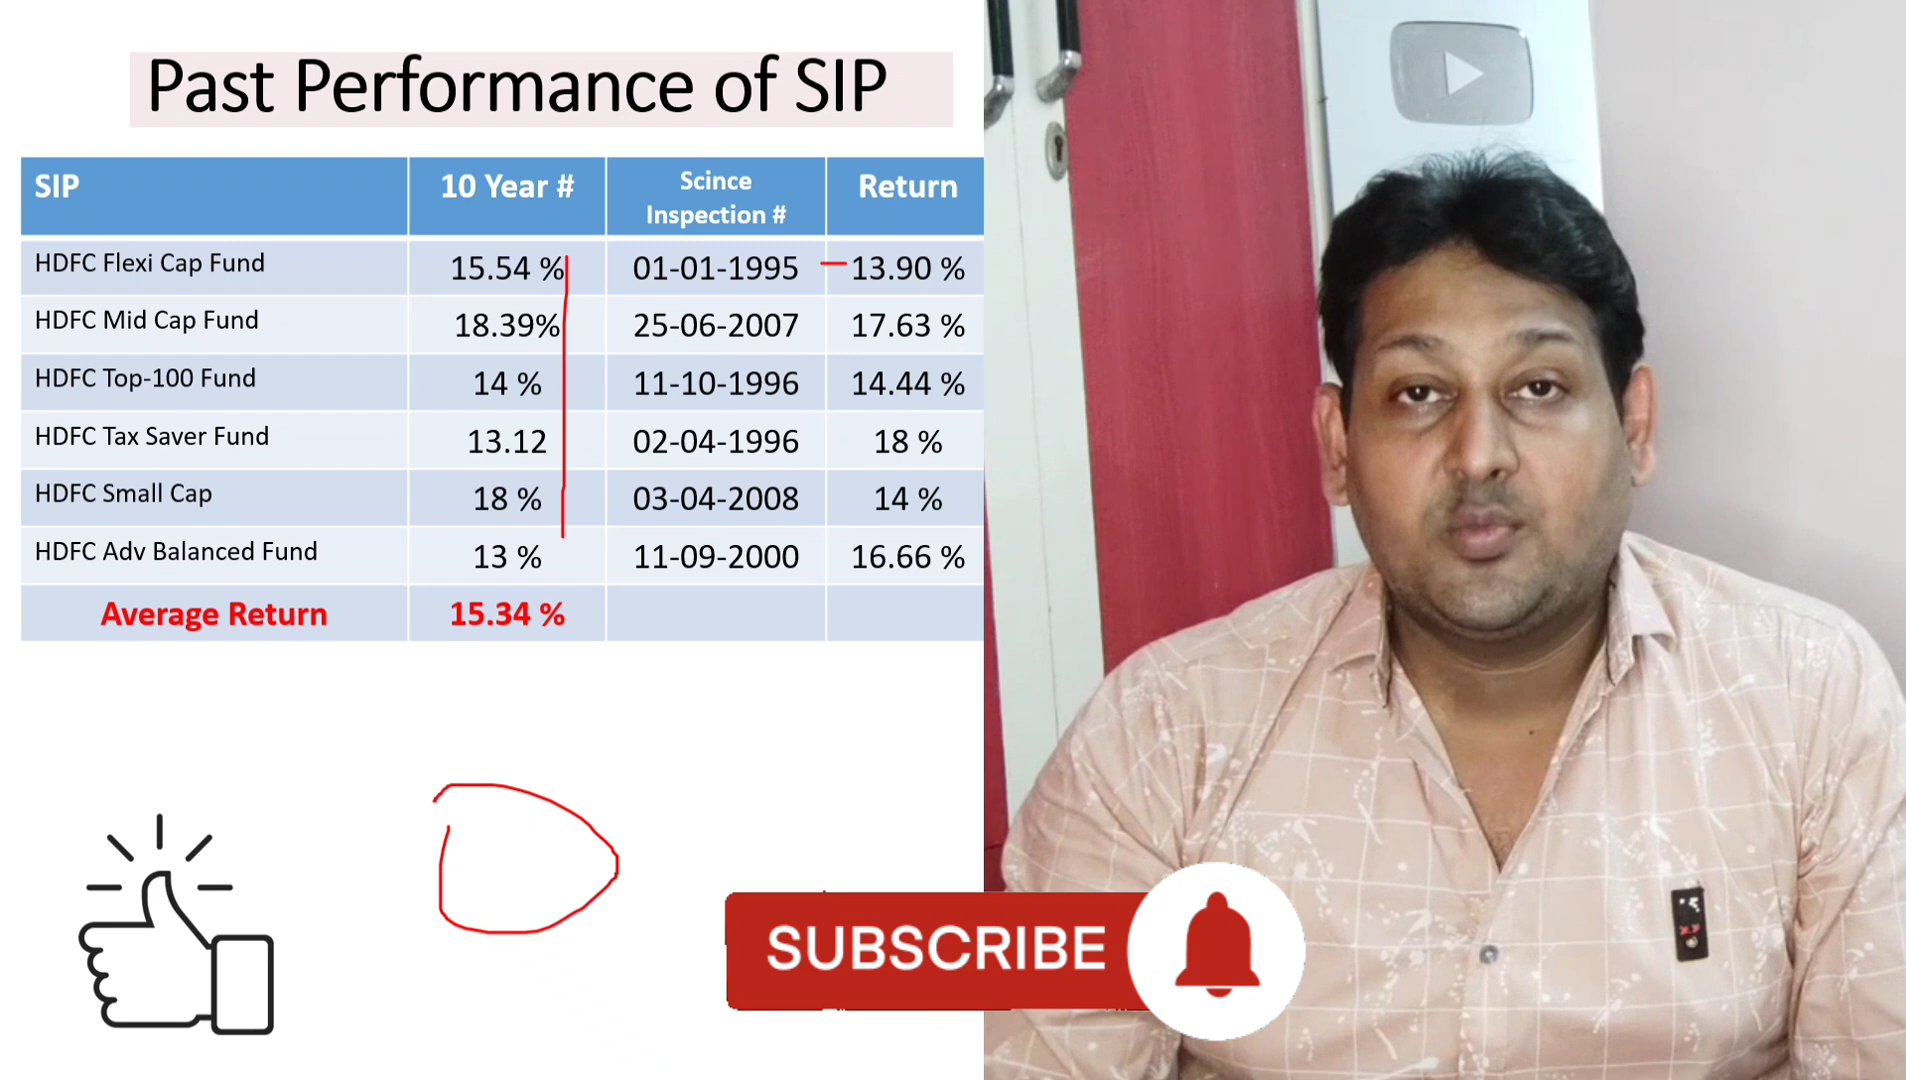 Past Performance of SIP
SIP 10 Year # Scince Inspection # Return
HDFC Flexi Cap Fund 15.54 % 01-01-1995 13.90 %
HDFC Mid Cap Fund 18.39% 25-06-2007 17.63 %
HDFC Top-100 Fund 14 % 11-10-1996 14.44 %
HDFC Tax Saver Fund 13.12 02-04-1996 18 %
HDFC Small Cap 18 % 03-04-2008 14 %
HDFC Adv Balanced Fund 13 % 11-09-2000 16.66 %
Average Return 15.34 %
SUBSCRIBE